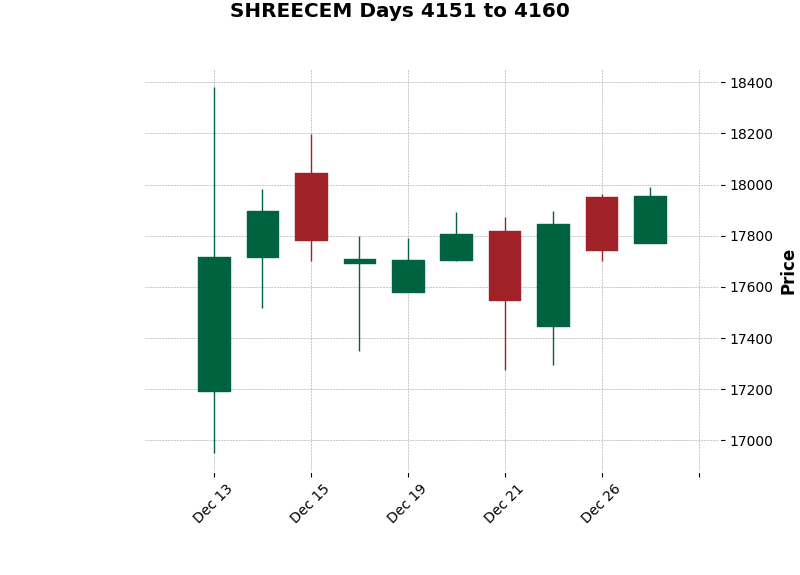 SHREECEM Days 4151 to 4160
18400
18200
18000
17800
17600
17400
17200
17000
Price
Dec 13
Dec 15
Dec 19
Dec 21
Dec 26